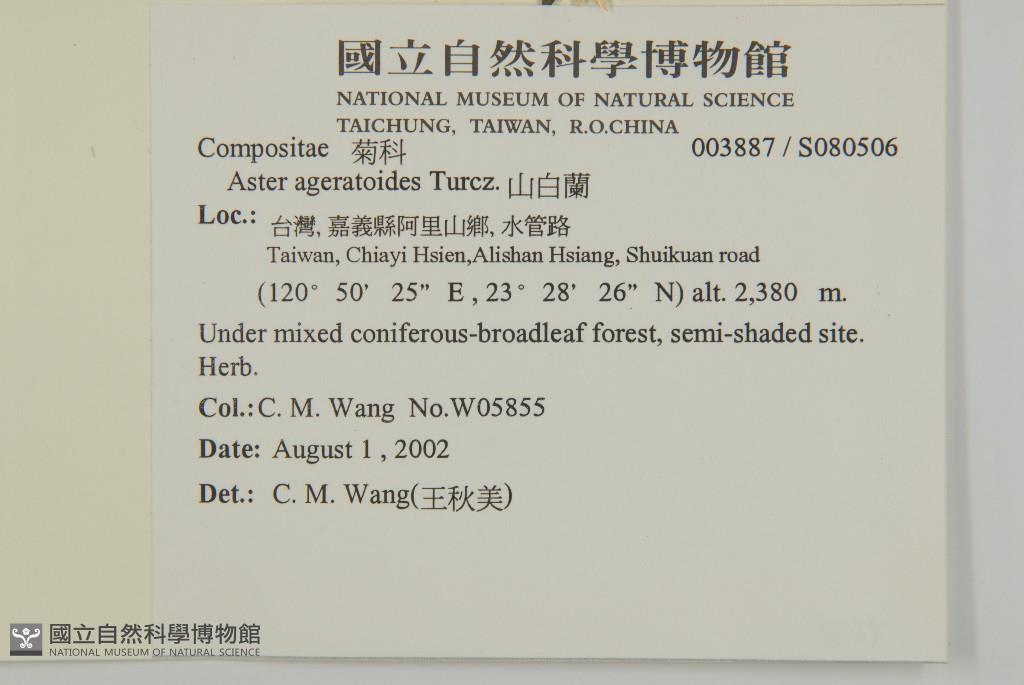 國立自然科學博物館
NATIONAL MUSEUM OF NATURAL SCIENCE
TAICHUNG, TAIWAN, R.O.CHINA
Compositae 菊科 003887 / S080506
Aster ageratoides Turcz. 山白蘭
Loc.: 台灣, 嘉義縣阿里山鄉, 水管路
Taiwan, Chiayi Hsien,Alishan Hsiang, Shuikuan road
(120° 50’ 25” E , 23° 28’ 26” N) alt. 2,380 m.
Under mixed coniferous-broadleaf forest, semi-shaded site.
Herb.
Col.: C. M. Wang No.W05855
Date: August 1 , 2002
Det.: C. M. Wang(王秋美)
國立自然科學博物館
NATIONAL MUSEUM OF NATURAL SCIENCE